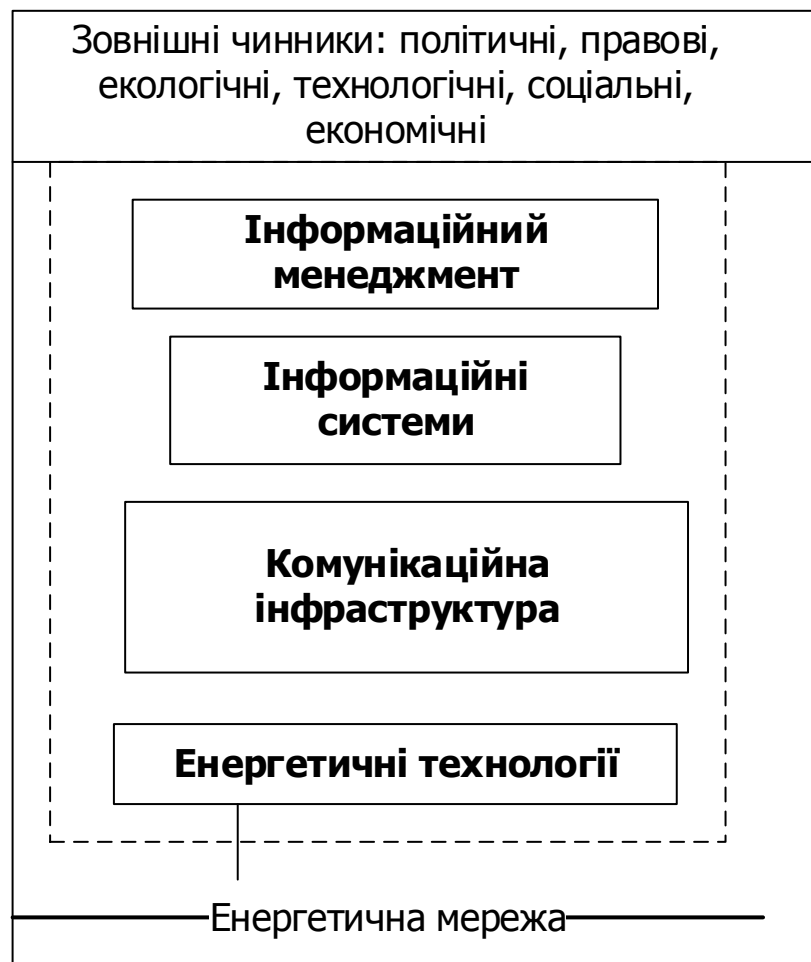 Зовнішні чинники: політичні, правові,
екологічні, технологічні, соціальні,
економічні
Інформаційний
менеджмент
Інформаційні
системи
Комунікаційна
інфраструктура
Енергетичні технології
Енергетична мережа